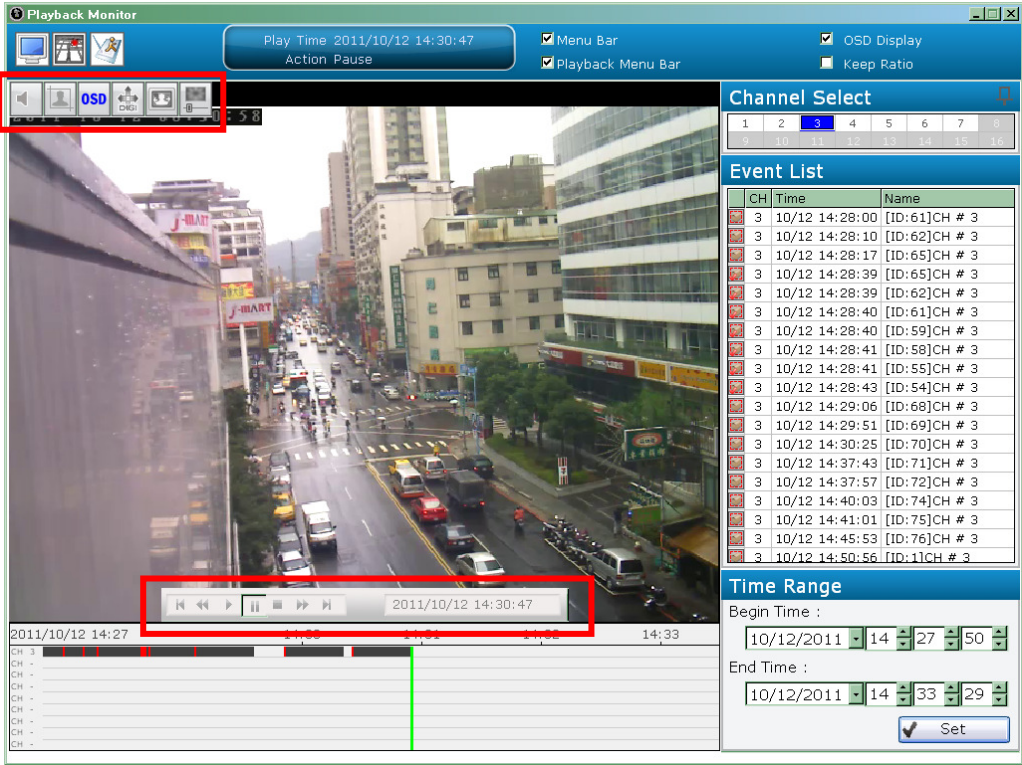 Playback Monitor
Play Time 2011/10/12 14:30:47
Action Pause
Menu Bar
Playback Menu Bar
OSD Display
Keep Ratio
OSD
DIGI
J-MART
J-MART
Channel Select
1 2 3 4 5 6 7 8
9 10 11 12 13 14 15 16
Event List
CH Time Name
3 10/12 14:28:00 [ID:61]CH # 3
3 10/12 14:28:10 [ID:62]CH # 3
3 10/12 14:28:17 [ID:65]CH # 3
3 10/12 14:28:39 [ID:65]CH # 3
3 10/12 14:28:39 [ID:62]CH # 3
3 10/12 14:28:40 [ID:61]CH # 3
3 10/12 14:28:40 [ID:59]CH # 3
3 10/12 14:28:41 [ID:58]CH # 3
3 10/12 14:28:41 [ID:55]CH # 3
3 10/12 14:28:43 [ID:54]CH # 3
3 10/12 14:29:06 [ID:68]CH # 3
3 10/12 14:29:51 [ID:69]CH # 3
3 10/12 14:30:25 [ID:70]CH # 3
3 10/12 14:37:43 [ID:71]CH # 3
3 10/12 14:37:57 [ID:72]CH # 3
3 10/12 14:40:03 [ID:74]CH # 3
3 10/12 14:41:01 [ID:75]CH # 3
3 10/12 14:45:53 [ID:76]CH # 3
3 10/12 14:50:56 [ID:1]CH # 3
2011/10/12 14:30:47
2011/10/12 14:27
14:33
CH 3
CH -
CH -
CH -
CH -
CH -
CH -
CH -
CH -
Time Range
Begin Time :
10/12/2011 14 27 50
End Time :
10/12/2011 14 33 29
Set